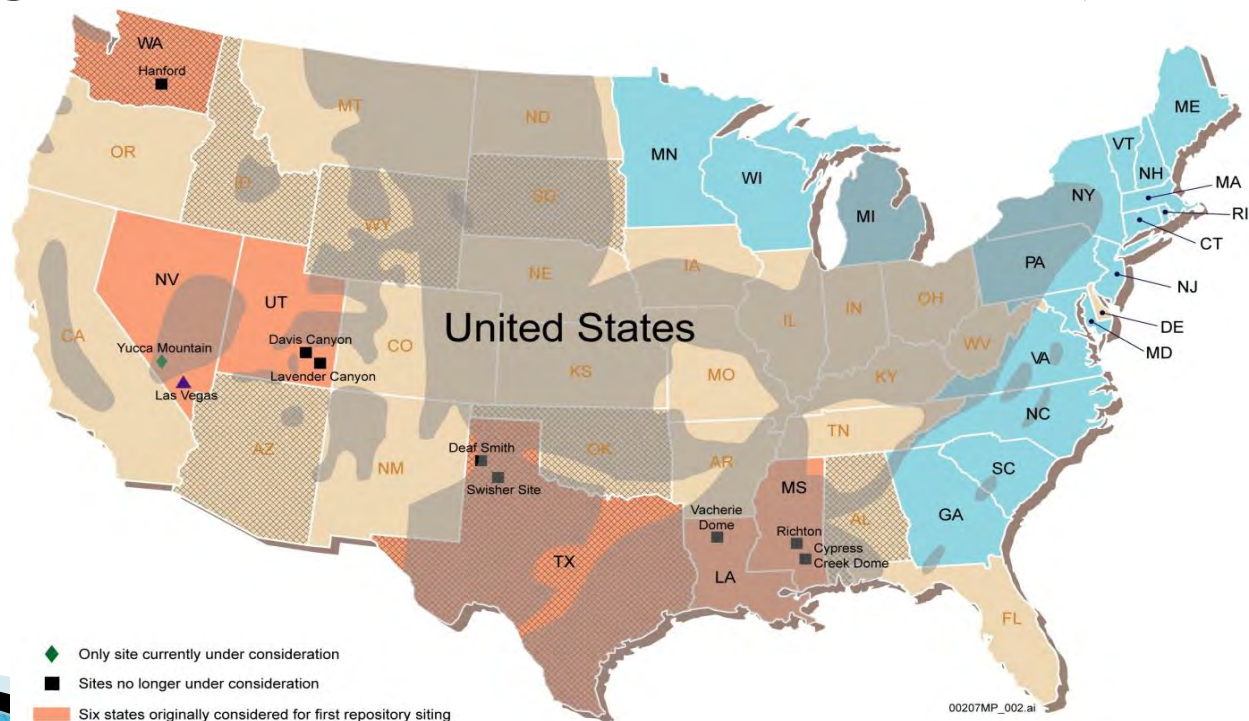 WA
Hanford
MT
ND
ME
OR
ID
MN
VT
NH
MA
WI
NY
RI
SD
WY
MI
CT
PA
NJ
IA
NE
NV
UT
IL
IN
OH
DE
MD
CA
CO
United States
WV
VA
Yucca Mountain
Davis Canyon
Lavender Canyon
KS
MO
KY
Las Vegas
NC
TN
AZ
NM
Deaf Smith
OK
AR
SC
Swisher Site
MS
AL
GA
Vacherie
Dome
Richton
Cypress
Creek Dome
TX
LA
FL
Only site currently under consideration
Sites no longer under consideration
Six states originally considered for first repository siting
00207MP_002.ai